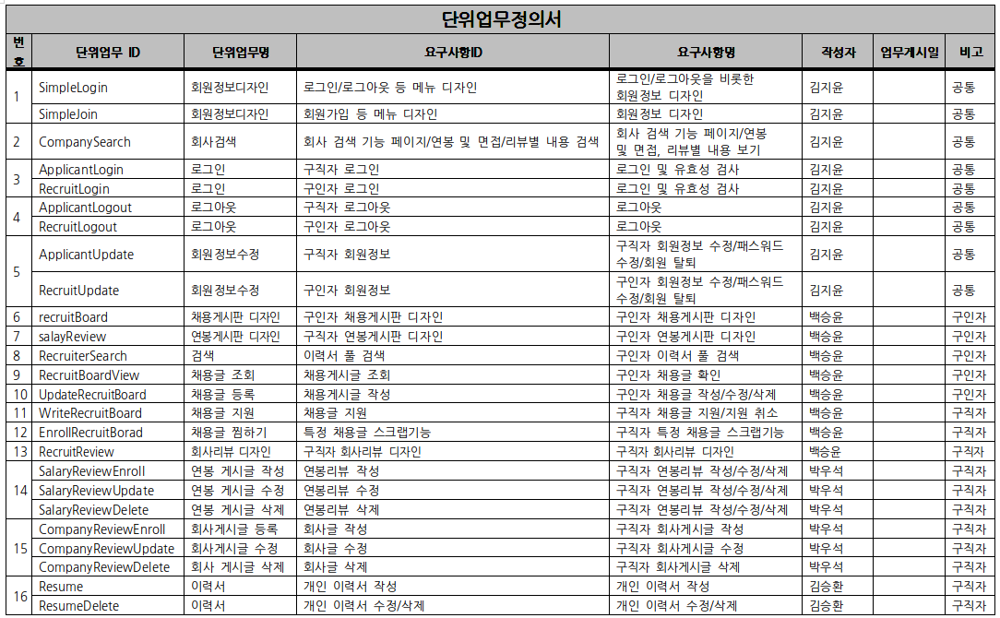 단위업무정의서
번호 단위업무 ID 단위업무명 요구사항ID 요구사항명 작성자 업무게시일 비고
1 SimpleLogin 회원정보디자인 로그인/로그아웃 등 메뉴 디자인 로그인/로그아웃을 비롯한 회원정보 디자인 김지윤 공통
SimpleJoin 회원정보디자인 회원가입 등 메뉴 디자인 회원정보 디자인 김지윤 공통
2 CompanySearch 회사검색 회사 검색 기능 페이지/연봉 및 면접/리뷰별 내용 검색 회사 검색 기능 페이지/연봉 및 면접, 리뷰별 내용 보기 김지윤 공통
3 ApplicantLogin 로그인 구직자 로그인 로그인 및 유효성 검사 김지윤 공통
RecruitLogin 로그인 구인자 로그인 로그인 및 유효성 검사 김지윤 공통
4 ApplicantLogout 로그아웃 구직자 로그아웃 로그아웃 김지윤 공통
RecruitLogout 로그아웃 구인자 로그아웃 로그아웃 김지윤 공통
5 ApplicantUpdate 회원정보수정 구직자 회원정보 구직자 회원정보 수정/패스워드 수정/회원 탈퇴 김지윤 공통
RecruitUpdate 회원정보수정 구인자 회원정보 구인자 회원정보 수정/패스워드 수정/회원 탈퇴 김지윤 공통
6 recruitBoard 채용게시판 디자인 구인자 채용게시판 디자인 구인자 채용게시판 디자인 백승윤 구인자
7 salayReview 연봉게시판 디자인 구직자 연봉게시판 디자인 구인자 연봉게시판 디자인 백승윤 구직자
8 RecruiterSearch 검색 이력서 풀 검색 구인자 이력서 풀 검색 백승윤 구인자
9 RecruitBoardView 채용글 조회 채용게시글 조회 구인자 채용글 확인 백승윤 구인자
10 UpdateRecruitBoard 채용글 등록 채용게시글 작성 구인자 채용글 작성/수정/삭제 백승윤 구인자
11 WriteRecruitBoard 채용글 지원 채용글 지원 구직자 채용글 지원/지원 취소 백승윤 구직자
12 EnrollRecruitBorad 채용글 찜하기 특정 채용글 스크랩기능 구직자 특정 채용글 스크랩기능 백승윤 구직자
13 RecruitReview 회사리뷰 디자인 구직자 회사리뷰 디자인 구직자 회사리뷰 디자인 백승윤 구직자
14 SalaryReviewEnroll 연봉 게시글 작성 연봉리뷰 작성 구직자 연봉리뷰 작성/수정/삭제 박우석 구직자
SalaryReviewUpdate 연봉 게시글 수정 연봉리뷰 수정 구직자 연봉리뷰 작성/수정/삭제 박우석 구직자
SalaryReviewDelete 연봉 게시글 삭제 연봉리뷰 삭제 구직자 연봉리뷰 작성/수정/삭제 박우석 구직자
15 CompanyReviewEnroll 회사게시글 등록 회사글 작성 구직자 회사게시글 작성 박우석 구직자
CompanyReviewUpdate 회사게시글 수정 회사글 수정 구직자 회사게시글 수정 박우석 구직자
CompanyReviewDelete 회사 게시글 삭제 회사글 삭제 구직자 회사게시글 삭제 박우석 구직자
16 Resume 이력서 개인 이력서 작성 개인 이력서 작성 김승환 구직자
ResumeDelete 이력서 개인 이력서 수정/삭제 개인 이력서 수정/삭제 김승환 구직자